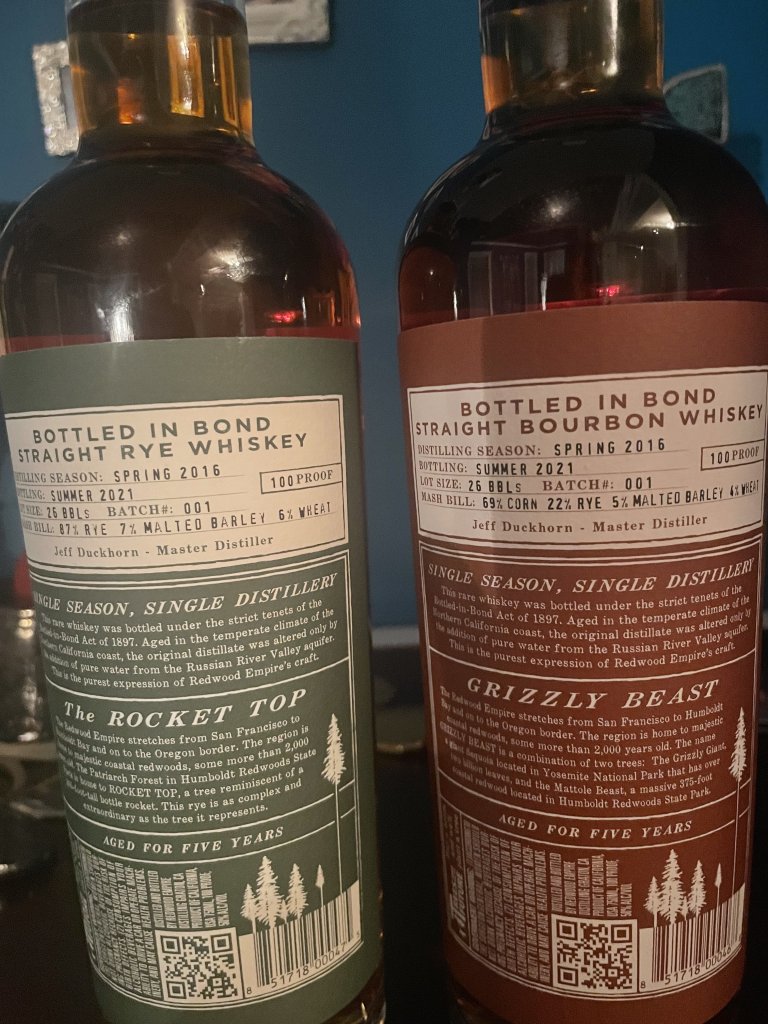 BOTTLED IN BOND
STRAIGHT RYE WHISKEY
DISTILLING SEASON: SPRING 2016
BOTTLING: SUMMER 2021
100 PROOF
LOT SIZE: 26 BBLs BATCH#: 001
MASH BILL: 87% RYE 7% MALTED BARLEY 6% WHEAT
Jeff Duckhorn - Master Distiller
SINGLE SEASON, SINGLE DISTILLERY
This rare whiskey was bottled under the strict tenets of the
Bottled-in-Bond Act of 1897. Aged in the temperate climate of the
Northern California coast, the original distillate was altered only by
the addition of pure water from the Russian River Valley aquifer.
This is the purest expression of Redwood Empire's craft.
The ROCKET TOP
The Redwood Empire stretches from San Francisco to
Humboldt Bay and on to the Oregon border. The region is
home to majestic coastal redwoods, some more than 2,000
years old. The Patriarch Forest in Humboldt Redwoods State
Park is home to ROCKET TOP, a tree reminiscent of a
-foot-tall bottle rocket. This rye is as complex and
extraordinary as the tree it represents.
AGED FOR FIVE YEARS
8 51718 00047
BOTTLED IN BOND
STRAIGHT BOURBON WHISKEY
DISTILLING SEASON: SPRING 2016
BOTTLING: SUMMER 2021
100 PROOF
LOT SIZE: 26 BBLs BATCH#: 001
MASH BILL: 69% CORN 22% RYE 5% MALTED BARLEY 4% WHEAT
Jeff Duckhorn - Master Distiller
SINGLE SEASON, SINGLE DISTILLERY
This rare whiskey was bottled under the strict tenets of the
Bottled-in-Bond Act of 1897. Aged in the temperate climate of the
Northern California coast, the original distillate was altered only by
the addition of pure water from the Russian River Valley aquifer.
This is the purest expression of Redwood Empire's craft.
GRIZZLY BEAST
The Redwood Empire stretches from San Francisco to Humboldt
Bay and on to the Oregon border. The region is home to majestic
coastal redwoods, some more than 2,000 years old. The name
GRIZZLY BEAST is a combination of two trees: The Grizzly Giant,
a Giant Sequoia located in Yosemite National Park that has over
two billion leaves, and the Mattole Beast, a massive 375-foot
coastal redwood located in Humboldt Redwoods State Park.
AGED FOR FIVE YEARS
8 51718 0004